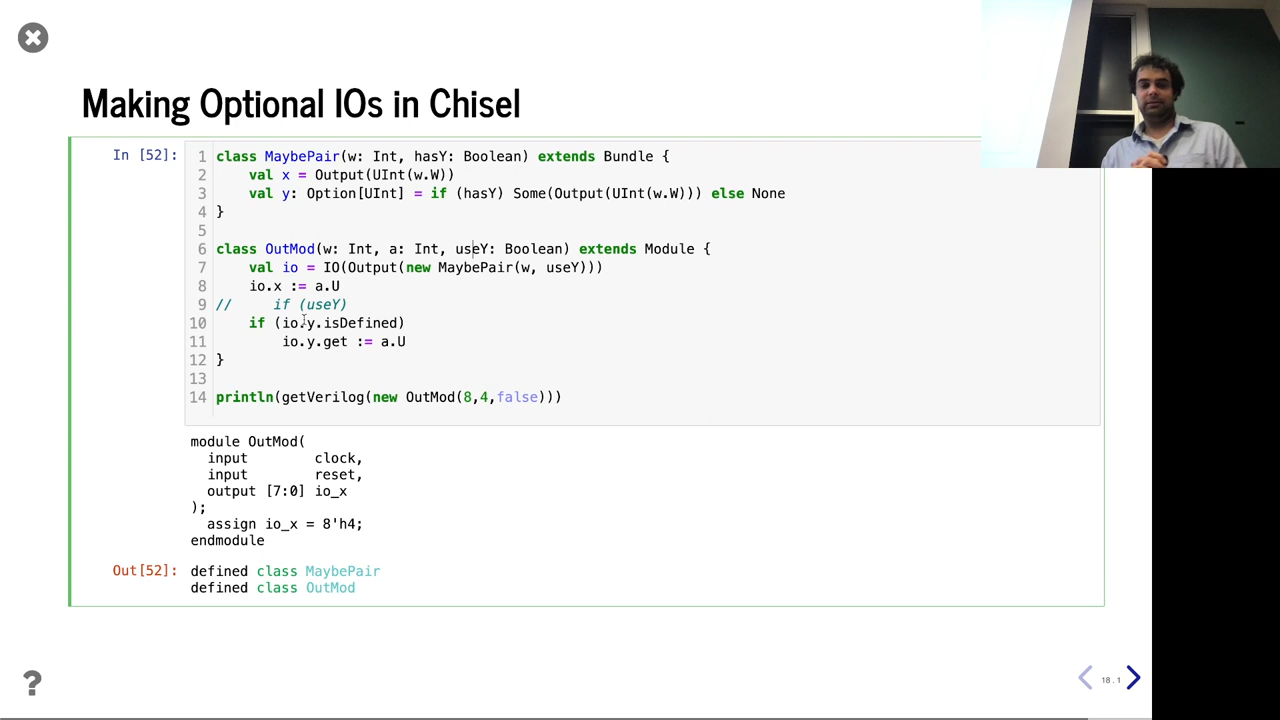 Making Optional IOs in Chisel
In [52]:
1 class MaybePair(w: Int, hasY: Boolean) extends Bundle {
2     val x = Output(UInt(w.W))
3     val y: Option[UInt] = if (hasY) Some(Output(UInt(w.W))) else None
4 }
5
6 class OutMod(w: Int, a: Int, useY: Boolean) extends Module {
7     val io = IO(Output(new MaybePair(w, useY)))
8     io.x := a.U
9 //     if (useY)
10     if (io.y.isDefined)
11         io.y.get := a.U
12 }
13
14 println(getVerilog(new OutMod(8,4,false)))
module OutMod(
  input        clock,
  input        reset,
  output [7:0] io_x
);
  assign io_x = 8'h4;
endmodule
Out[52]: defined class MaybePair
defined class OutMod
?
18.1